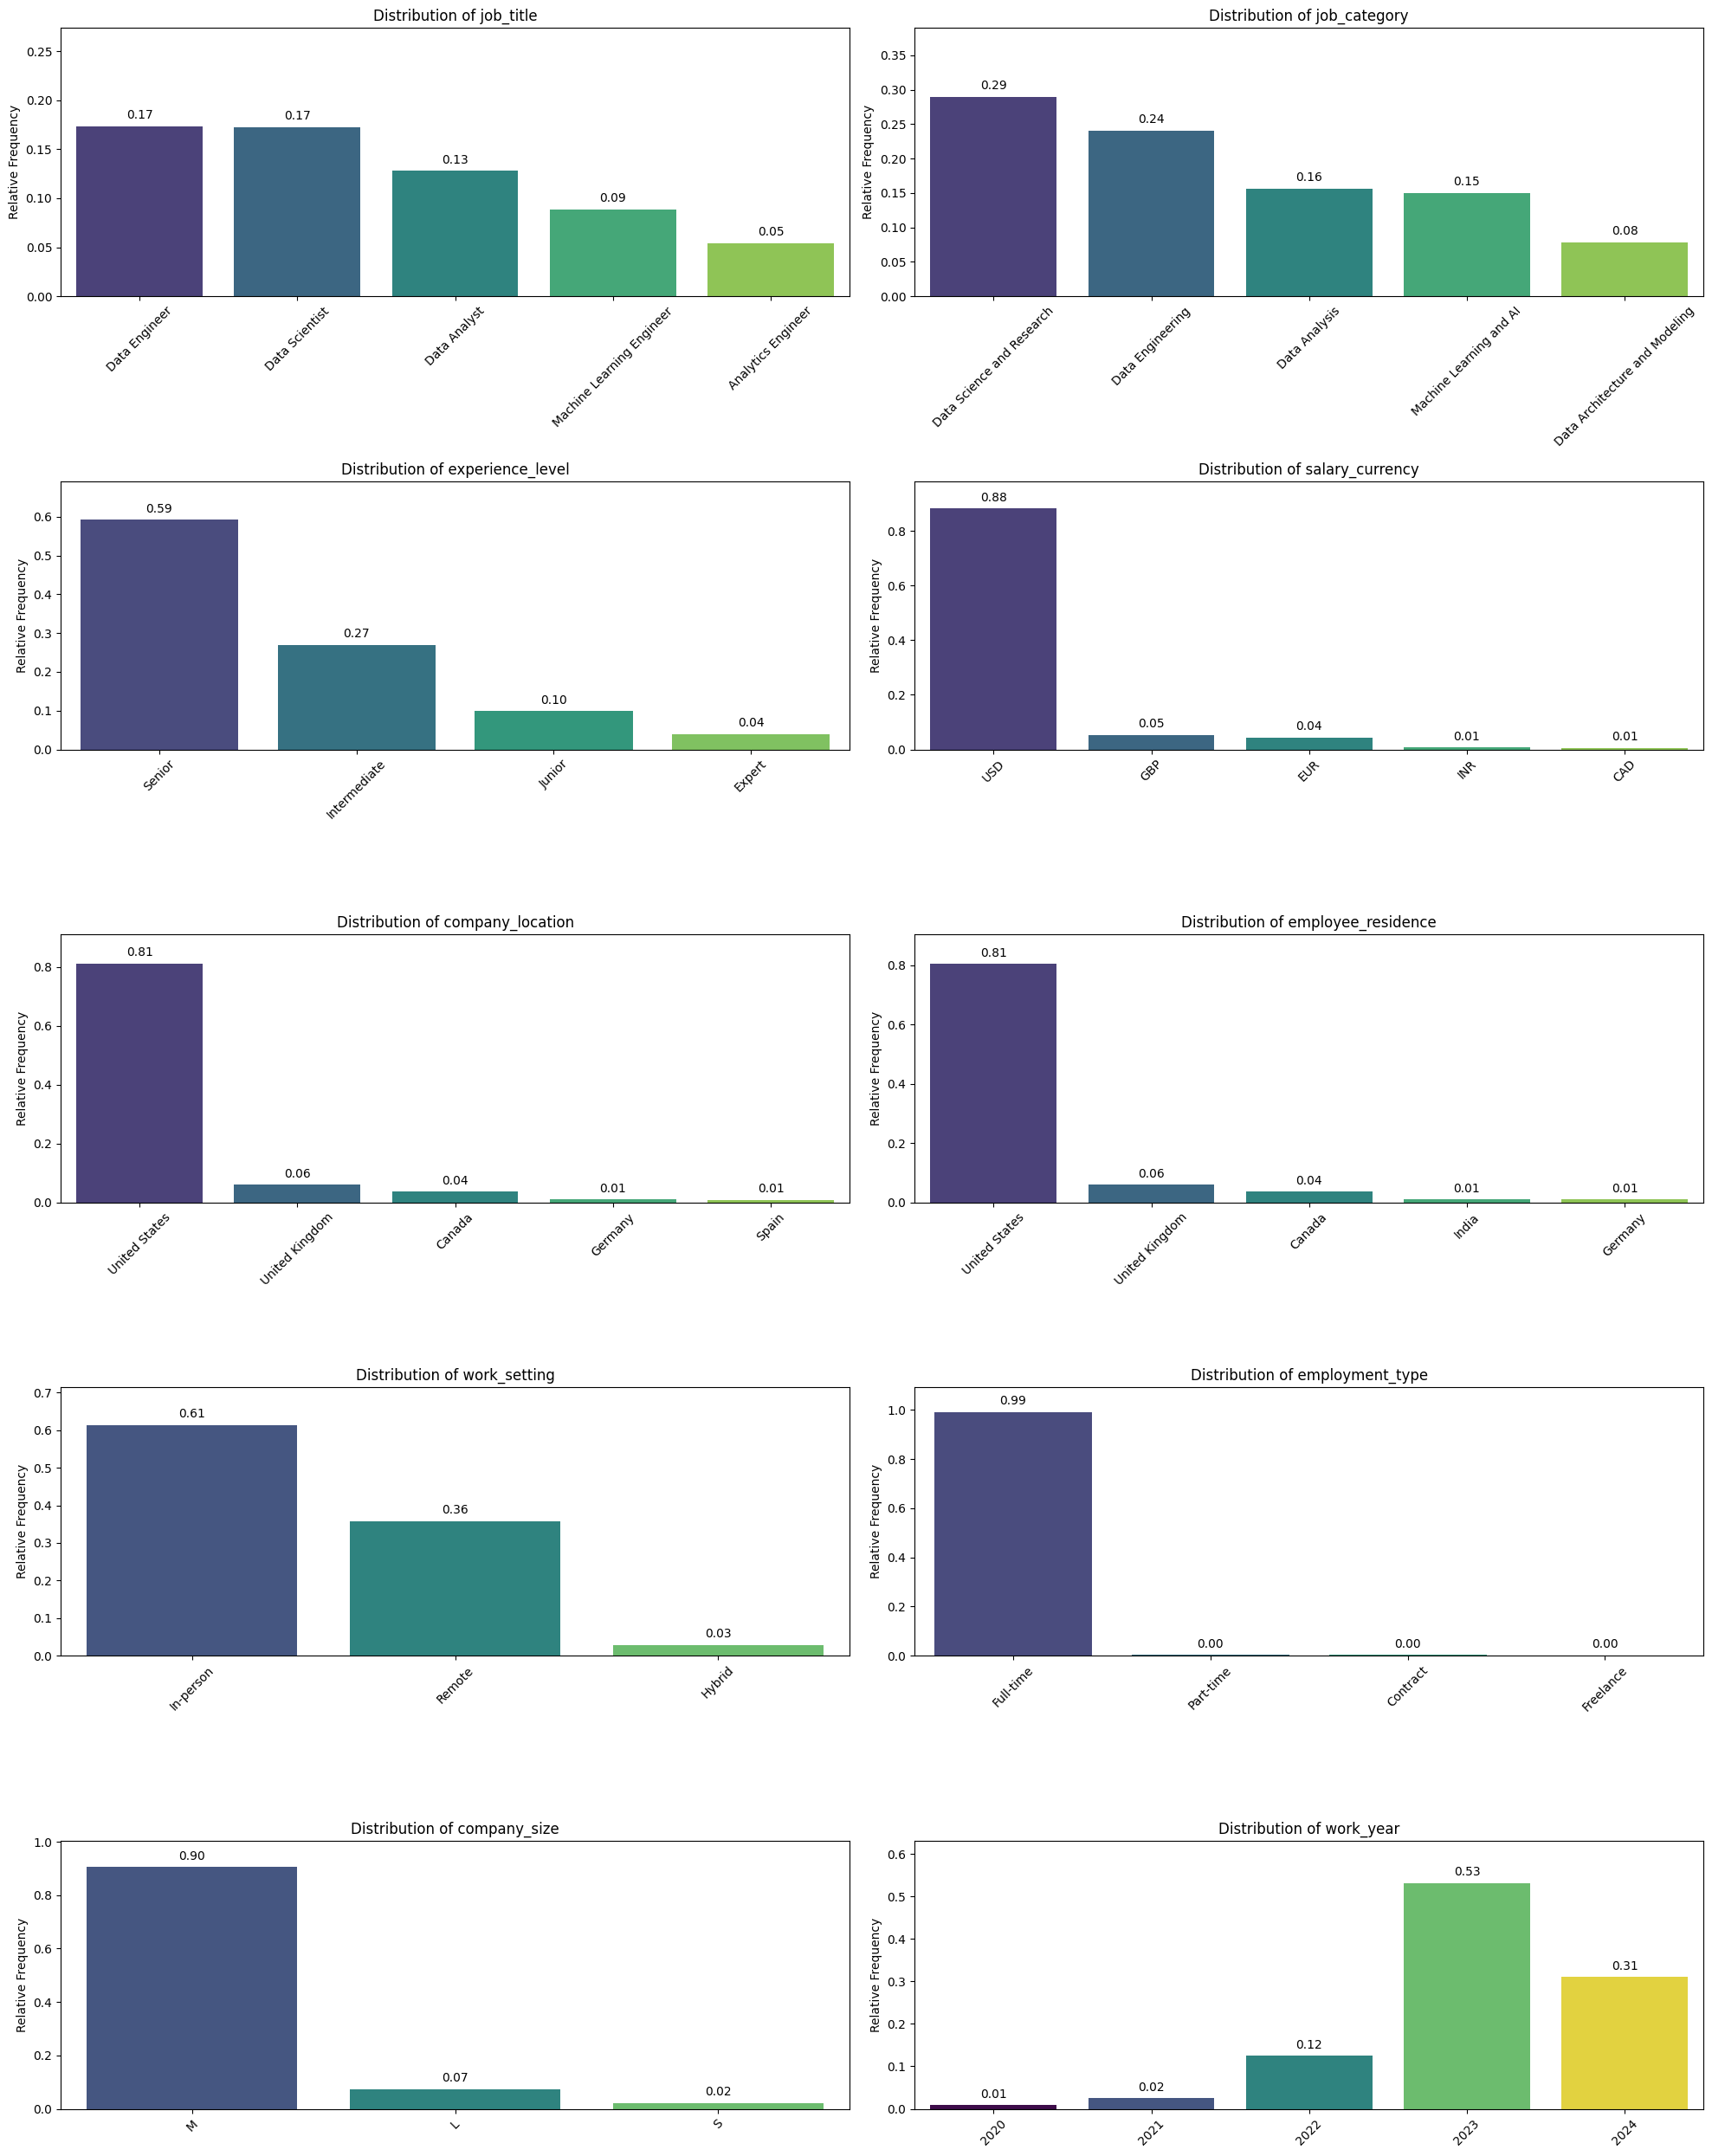 Distribution of job_title
Relative Frequency
0.25
0.20
0.15
0.10
0.05
0.00
0.17
0.17
0.13
0.09
0.05
Data Engineer
Data Scientist
Data Analyst
Machine Learning Engineer
Analytics Engineer
Distribution of job_category
Relative Frequency
0.35
0.30
0.25
0.20
0.15
0.10
0.05
0.00
0.29
0.24
0.16
0.15
0.08
Data Science and Research
Data Engineering
Data Analysis
Machine Learning and AI
Data Architecture and Modeling
Distribution of experience_level
Relative Frequency
0.6
0.5
0.4
0.3
0.2
0.1
0.0
0.59
0.27
0.10
0.04
Senior
Intermediate
Junior
Expert
Distribution of salary_currency
Relative Frequency
0.8
0.6
0.4
0.2
0.0
0.88
0.05
0.04
0.01
0.01
USD
GBP
EUR
INR
CAD
Distribution of company_location
Relative Frequency
0.8
0.6
0.4
0.2
0.0
0.81
0.06
0.04
0.01
0.01
United States
United Kingdom
Canada
Germany
Spain
Distribution of employee_residence
Relative Frequency
0.8
0.6
0.4
0.2
0.0
0.81
0.06
0.04
0.01
0.01
United States
United Kingdom
Canada
India
Germany
Distribution of work_setting
Relative Frequency
0.7
0.6
0.5
0.4
0.3
0.2
0.1
0.0
0.61
0.36
0.03
In-person
Remote
Hybrid
Distribution of employment_type
Relative Frequency
1.0
0.8
0.6
0.4
0.2
0.0
0.99
0.00
0.00
0.00
Full-time
Part-time
Contract
Freelance
Distribution of company_size
Relative Frequency
1.0
0.8
0.6
0.4
0.2
0.0
0.90
0.07
0.02
M
L
S
Distribution of work_year
Relative Frequency
0.6
0.5
0.4
0.3
0.2
0.1
0.0
0.01
0.02
0.12
0.53
0.31
2020
2021
2022
2023
2024